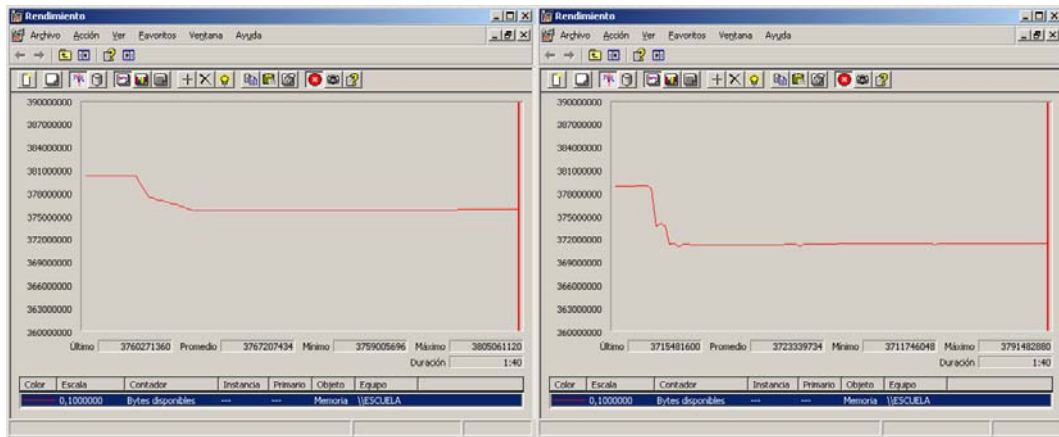 Rendimiento
Archivo Acción Ver Favoritos Ventana Ayuda
390000000
387000000
384000000
381000000
378000000
375000000
372000000
369000000
366000000
363000000
360000000
Último 3760271360 Promedio 3767207434 Mínimo 3759005696 Máximo 3805061120
Duración 1:40
Color Escala Contador Instancia Primario Objeto Equipo
0,1000000 Bytes disponibles --- --- Memoria \\ESCUELA
Rendimiento
Archivo Acción Ver Favoritos Ventana Ayuda
390000000
387000000
384000000
381000000
378000000
375000000
372000000
369000000
366000000
363000000
360000000
Último 3715481600 Promedio 3723339734 Mínimo 3711746048 Máximo 3791482880
Duración 1:40
Color Escala Contador Instancia Primario Objeto Equipo
0,1000000 Bytes disponibles --- --- Memoria \\ESCUELA